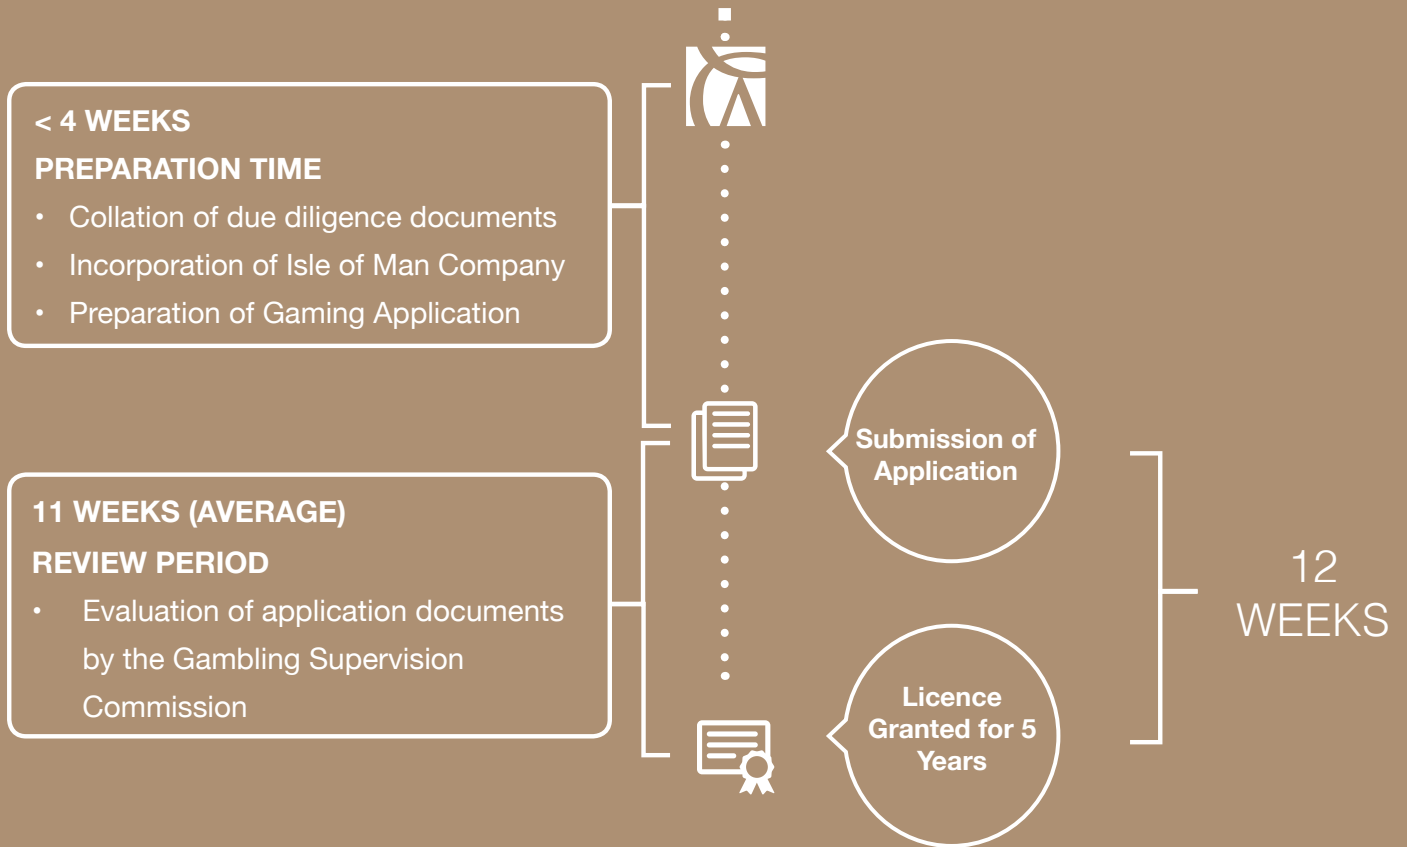 < 4 WEEKS
PREPARATION TIME
• Collation of due diligence documents
• Incorporation of Isle of Man Company
• Preparation of Gaming Application
Submission of
Application
11 WEEKS (AVERAGE)
REVIEW PERIOD
• Evaluation of application documents
by the Gambling Supervision
Commission
12
WEEKS
Licence
Granted for 5
Years